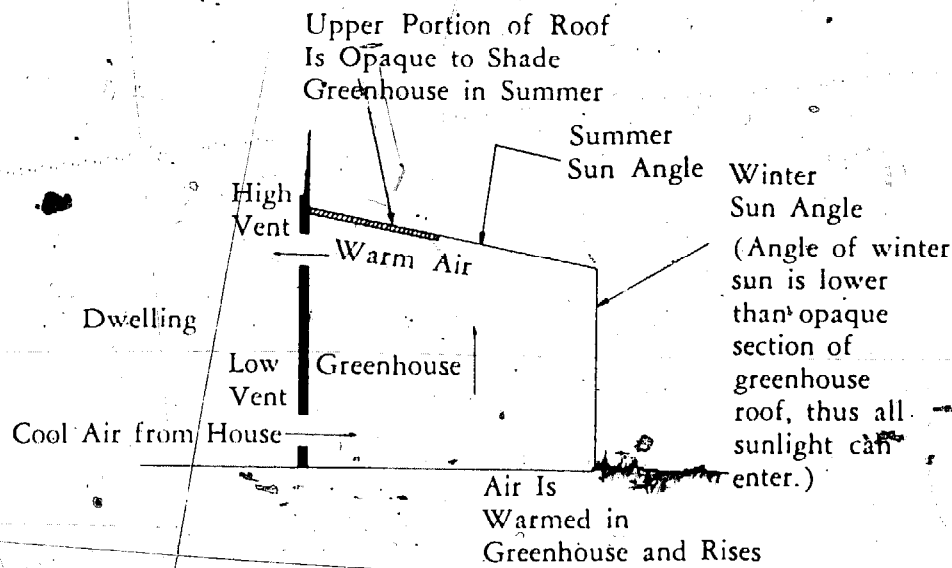 Upper Portion of Roof
Is Opaque to Shade
Greenhouse in Summer
Summer
Sun Angle
Winter
Sun Angle
(Angle of winter
sun is lower
than opaque
section of
greenhouse
roof, thus all
sunlight can
enter.)
High
Vent
Warm Air
Dwelling
Low
Vent
Greenhouse
Cool Air from House
Air Is
Warmed in
Greenhouse and Rises